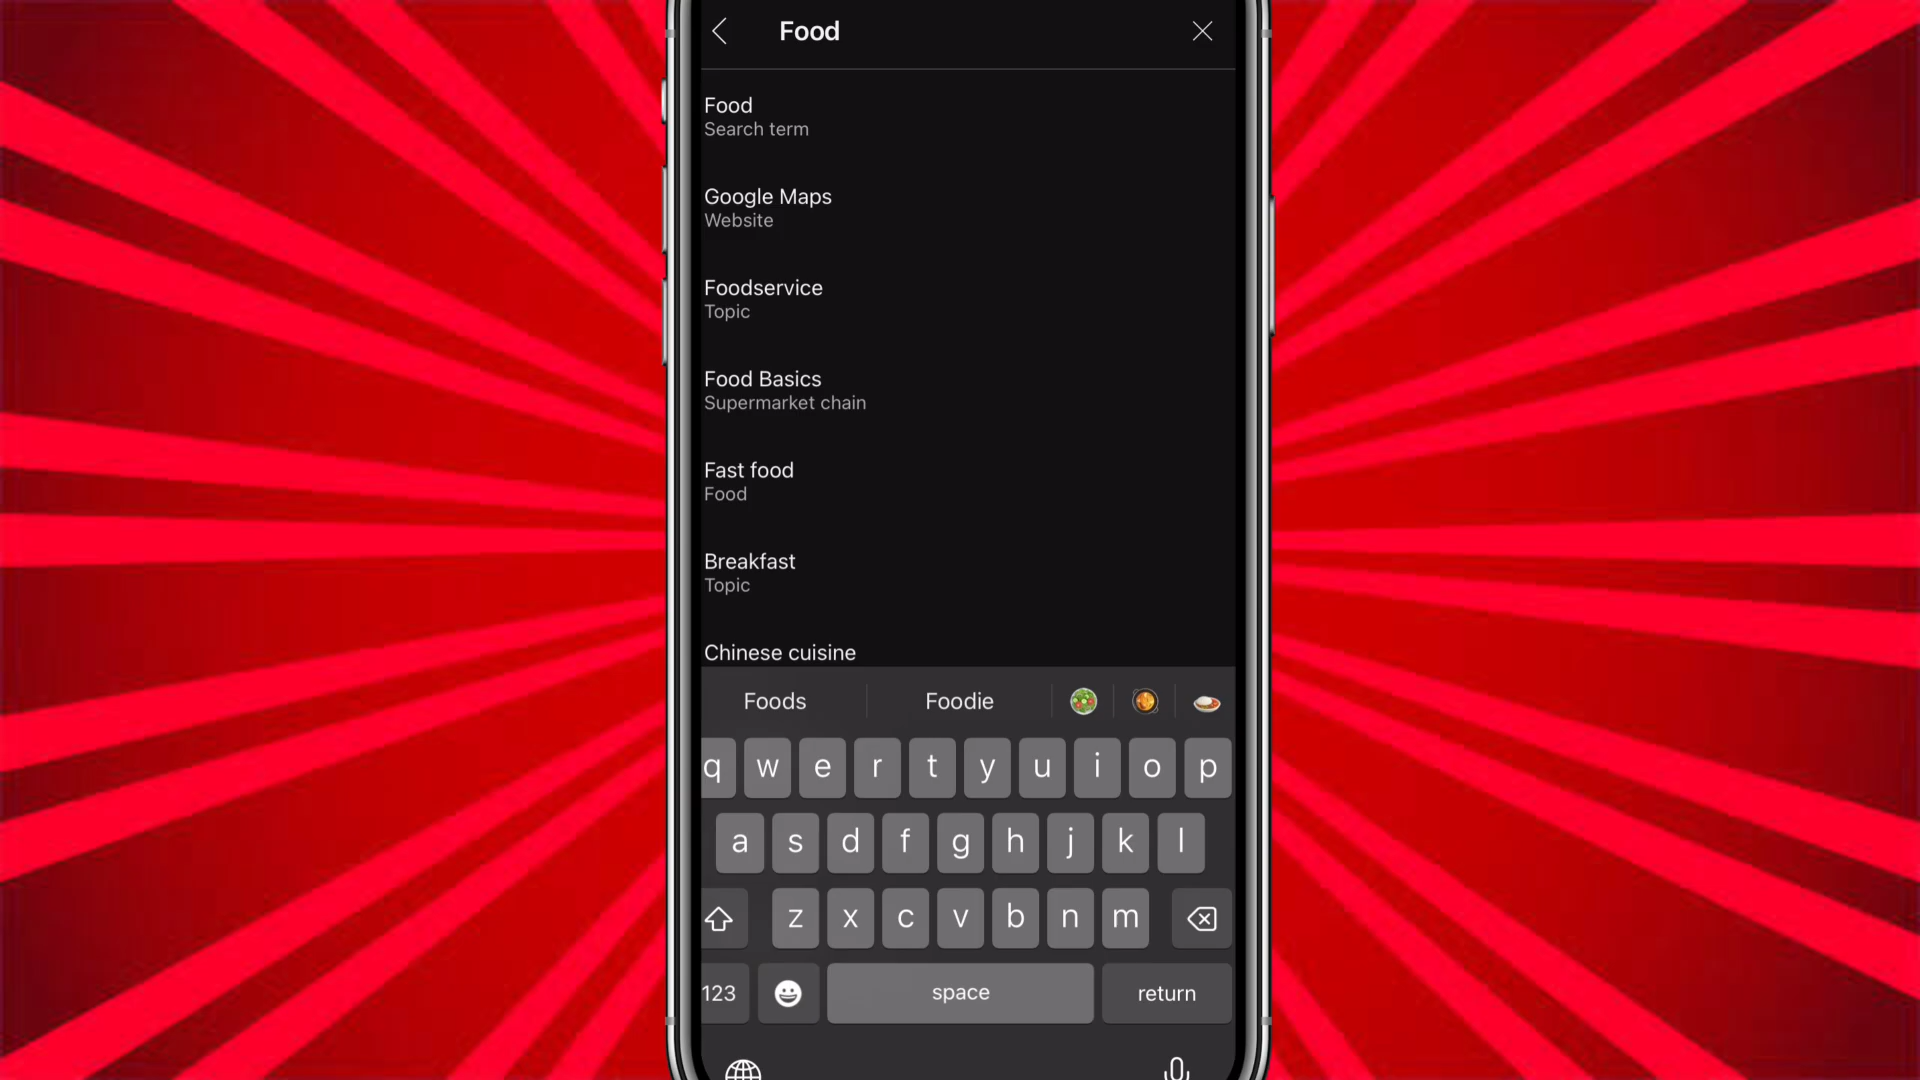 Food
Food
Search term
Google Maps
Website
Foodservice
Topic
Food Basics
Supermarket chain
Fast food
Food
Breakfast
Topic
Chinese cuisine
Foods Foodie
q w e r t y u i o p
a s d f g h j k l
z x c v b n m
123 space return